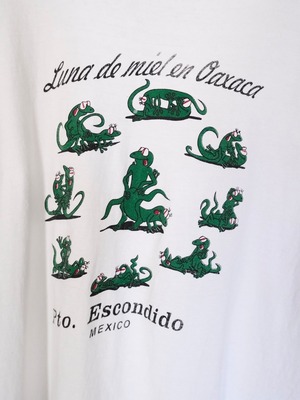 Luna de miel en Oaxaca
Pto. Escondido
MEXICO